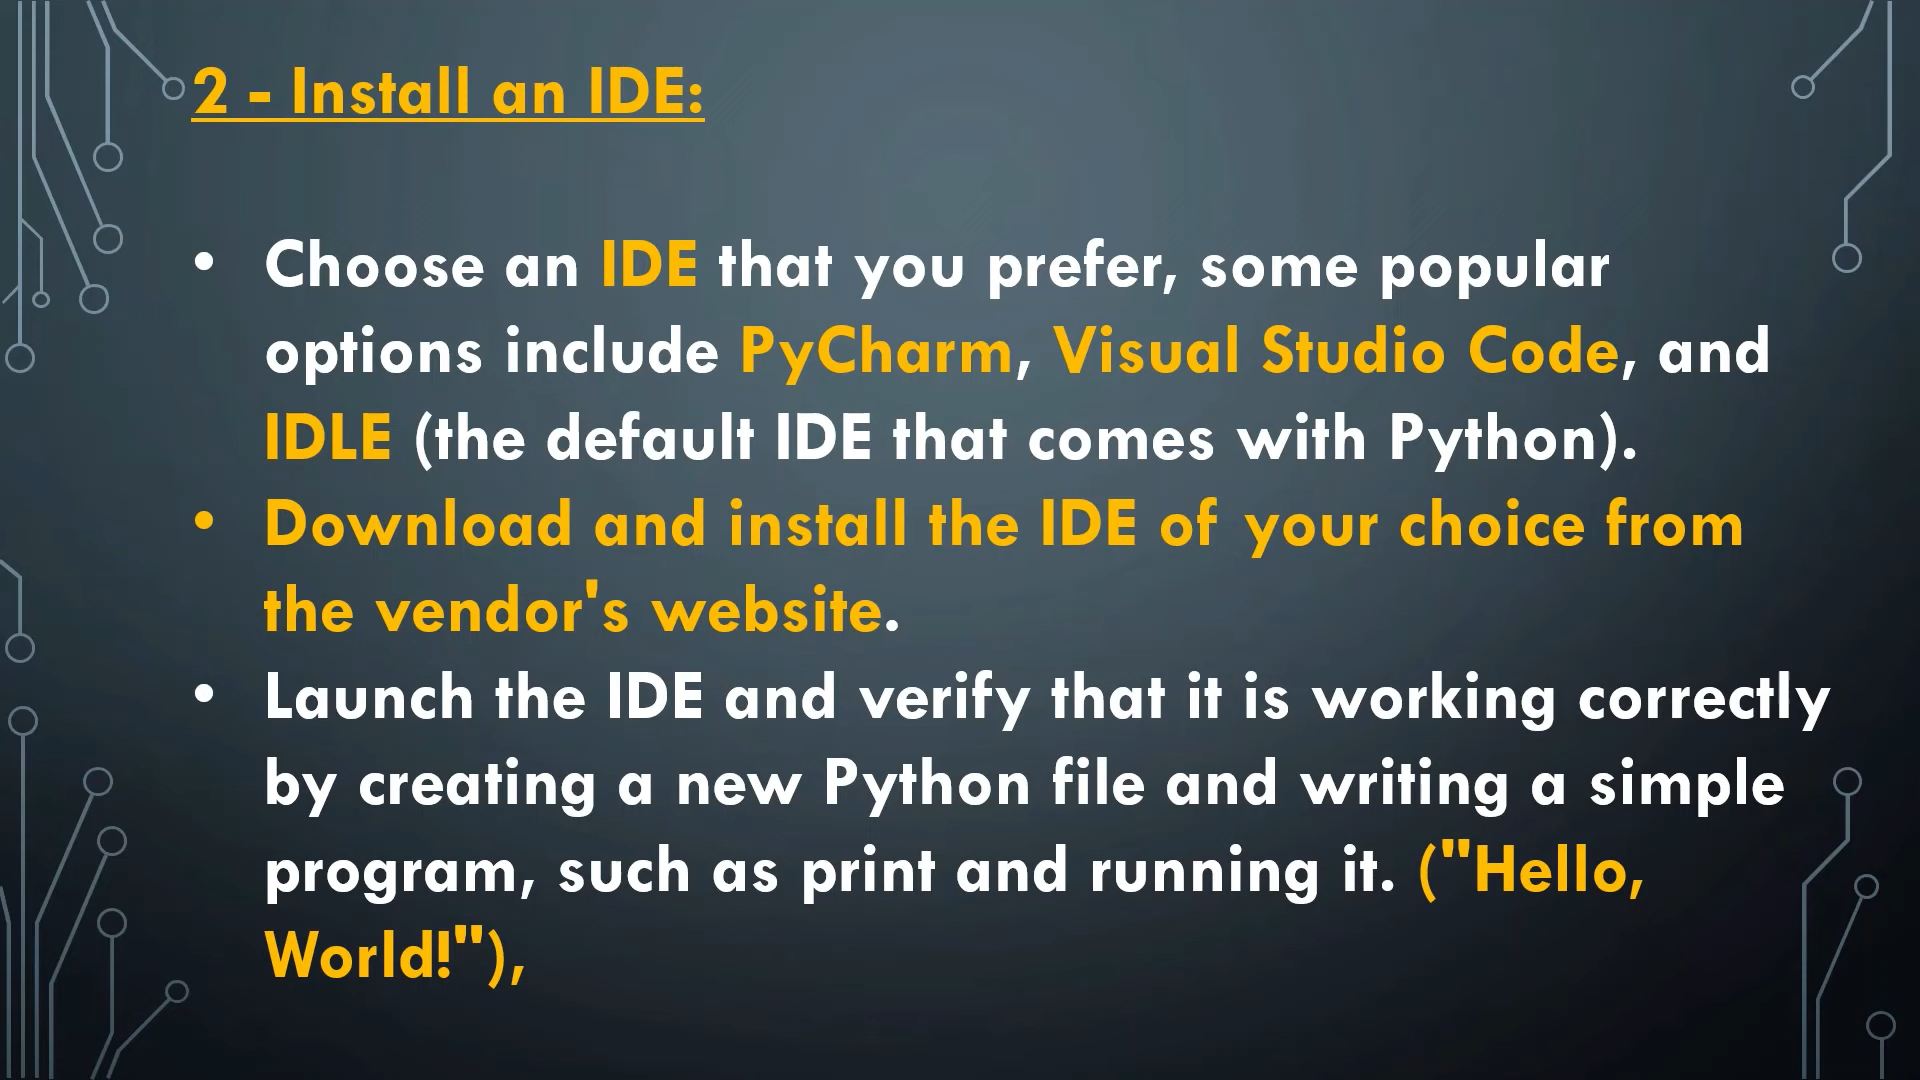 2 - Install an IDE:
• Choose an IDE that you prefer, some popular
options include PyCharm, Visual Studio Code, and
IDLE (the default IDE that comes with Python).
• Download and install the IDE of your choice from
the vendor's website.
• Launch the IDE and verify that it is working correctly
by creating a new Python file and writing a simple
program, such as print and running it. ("Hello,
World!"),